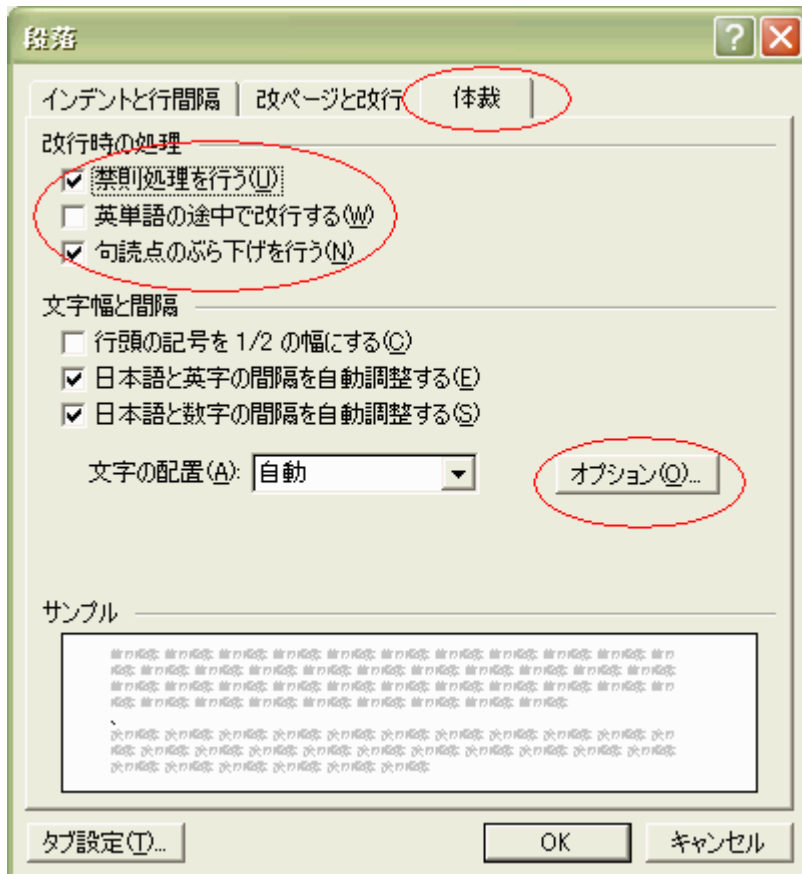 段落
インデントと行間隔 改ページと改行 体裁
改行時の処理
禁則処理を行う(U)
英単語の途中で改行する(W)
句読点のぶら下げを行う(N)
文字幅と間隔
行頭の記号を 1/2 の幅にする(C)
日本語と英字の間隔を自動調整する(E)
日本語と数字の間隔を自動調整する(S)
文字の配置(A): 自動 オプション(O)...
サンプル
、
タブ設定(T)... OK キャンセル